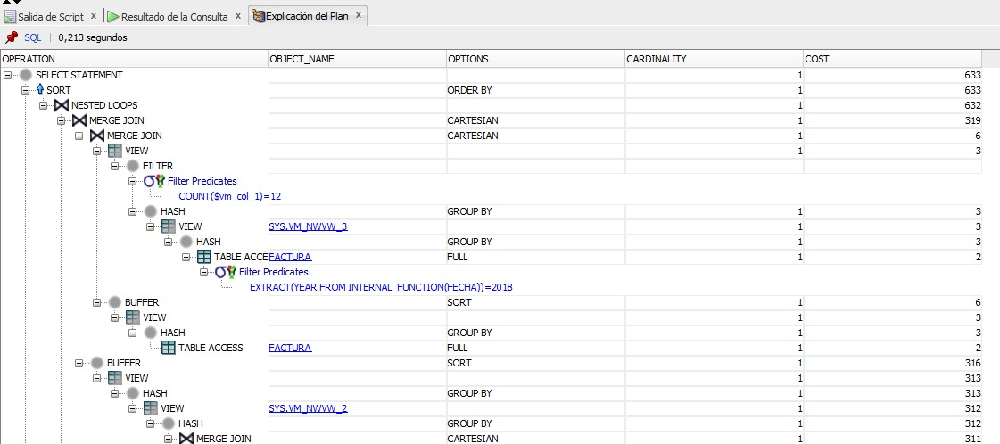 Salida de Script x Resultado de la Consulta x Explicación del Plan x
SQL | 0,213 segundos
OPERATION OBJECT_NAME OPTIONS CARDINALITY COST
SELECT STATEMENT 1 633
SORT ORDER BY 1 633
NESTED LOOPS 1 632
MERGE JOIN CARTESIAN 1 319
MERGE JOIN CARTESIAN 1 6
VIEW 1 3
FILTER
Filter Predicates
COUNT($vm_col_1)=12
HASH GROUP BY 1 3
VIEW SYS.VM_NWVW_3 1 3
HASH GROUP BY 1 3
TABLE ACCE FACTURA FULL 1 2
Filter Predicates
EXTRACT(YEAR FROM INTERNAL_FUNCTION(FECHA))=2018
BUFFER SORT 1 6
VIEW 1 3
HASH GROUP BY 1 3
TABLE ACCESS FACTURA FULL 1 2
BUFFER SORT 1 316
VIEW 1 313
HASH GROUP BY 1 313
VIEW SYS.VM_NWVW_2 1 312
HASH GROUP BY 1 312
MERGE JOIN CARTESIAN 1 311